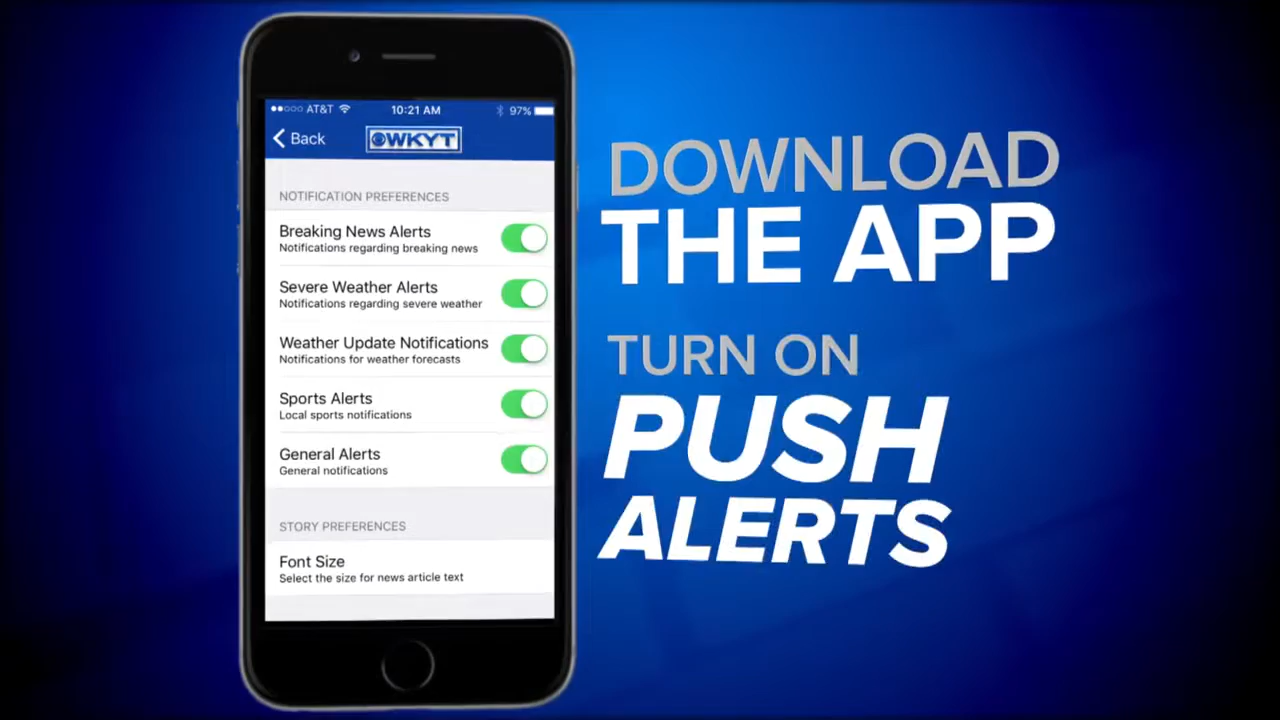 AT&T 10:21 AM 97%
Back WKYT
NOTIFICATION PREFERENCES
Breaking News Alerts
Notifications regarding breaking news
Severe Weather Alerts
Notifications regarding severe weather
Weather Update Notifications
Notifications for weather forecasts
Sports Alerts
Local sports notifications
General Alerts
General notifications
STORY PREFERENCES
Font Size
Select the size for news article text
DOWNLOAD
THE APP
TURN ON
PUSH
ALERTS